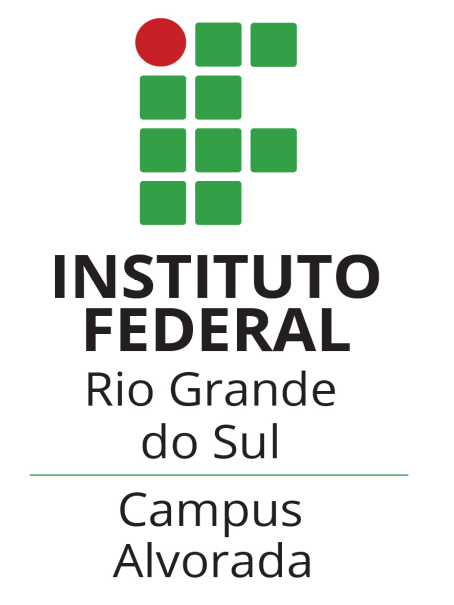 INSTITUTO
FEDERAL
Rio Grande
do Sul
Campus
Alvorada